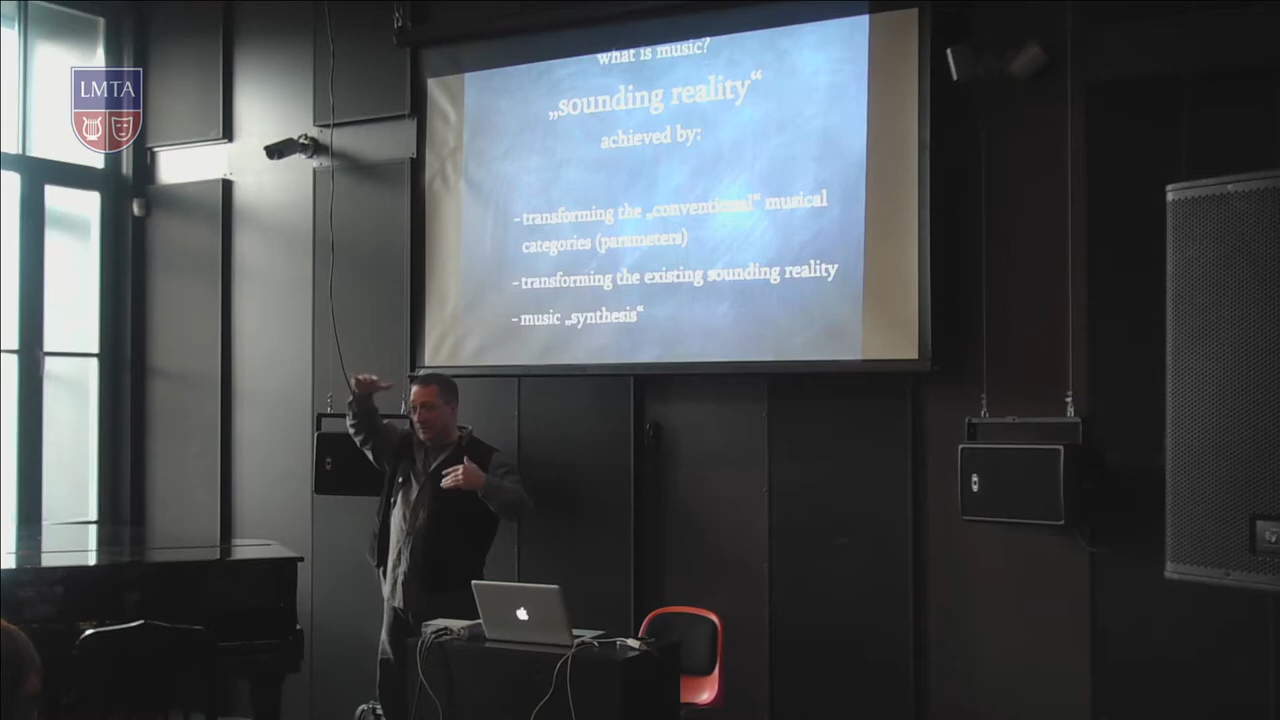 LMTA
what is music?
„sounding reality“
achieved by:
- transforming the „conventional“ musical
categories (parameters)
- transforming the existing sounding reality
- music „synthesis“